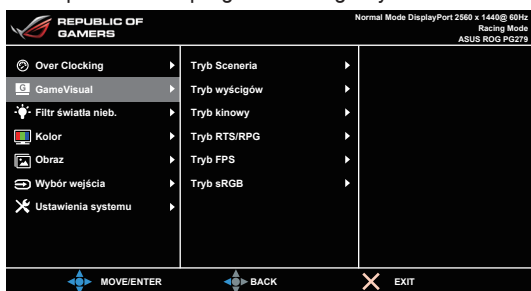 REPUBLIC OF
GAMERS
Normal Mode DisplayPort 2560 x 1440@ 60Hz
Racing Mode
ASUS ROG PG279
Over Clocking
G GameVisual
Filtr światła nieb.
Kolor
Obraz
Wybór wejścia
Ustawienia systemu
Tryb Sceneria
Tryb wyścigów
Tryb kinowy
Tryb RTS/RPG
Tryb FPS
Tryb sRGB
MOVE/ENTER
BACK
EXIT